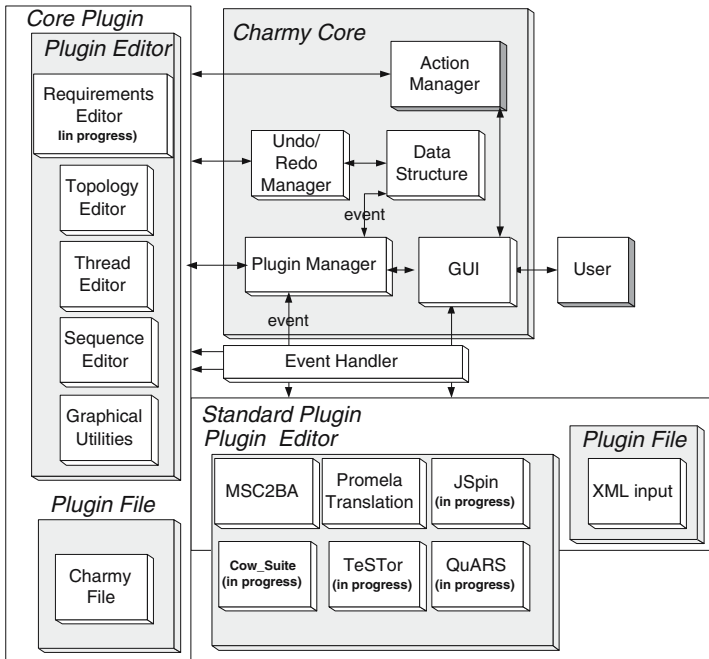 Core Plugin
Plugin Editor
Requirements
Editor
Iin progress)
Topology
Editor
Thread
Editor
Sequence
Editor
Graphical
Utilities
Plugin File
Charmy
File
Charmy Core
Action
Manager
Undo/
Redo
Manager
Data
Structure
event
Plugin Manager
GUI
User
event
Event Handler
Standard Plugin
Plugin Editor
MSC2BA
Promela
Translation
JSpin
(in progress)
Cow_Suite
(in progress)
TeSTor
(in progress)
QuARS
(in progress)
Plugin File
XML input